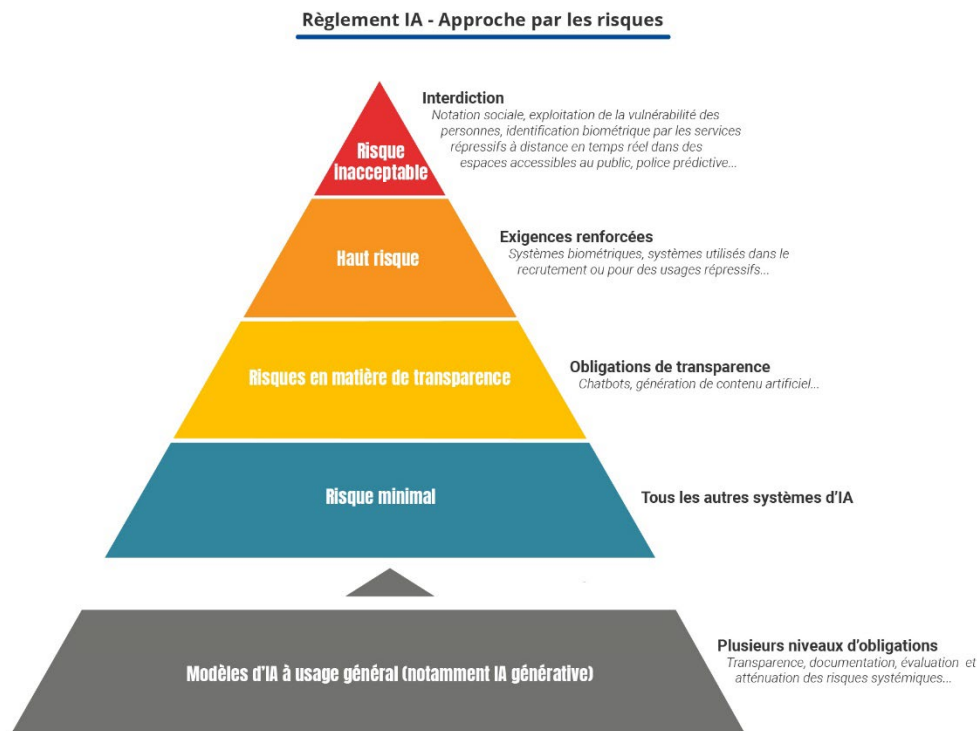 Règlement IA - Approche par les risques
Interdiction
Notation sociale, exploitation de la vulnérabilité des
personnes, identification biométrique par les services
répressifs à distance en temps réel dans des
espaces accessibles au public, police prédictive...
Risque
inacceptable
Exigences renforcées
Systèmes biométriques, systèmes utilisés dans le
recrutement ou pour des usages répressifs...
Haut risque
Obligations de transparence
Chatbots, génération de contenu artificiel...
Risques en matière de transparence
Risque minimal
Tous les autres systèmes d’IA
Plusieurs niveaux d’obligations
Transparence, documentation, évaluation et
atténuation des risques systémiques...
Modèles d’IA à usage général (notamment IA générative)